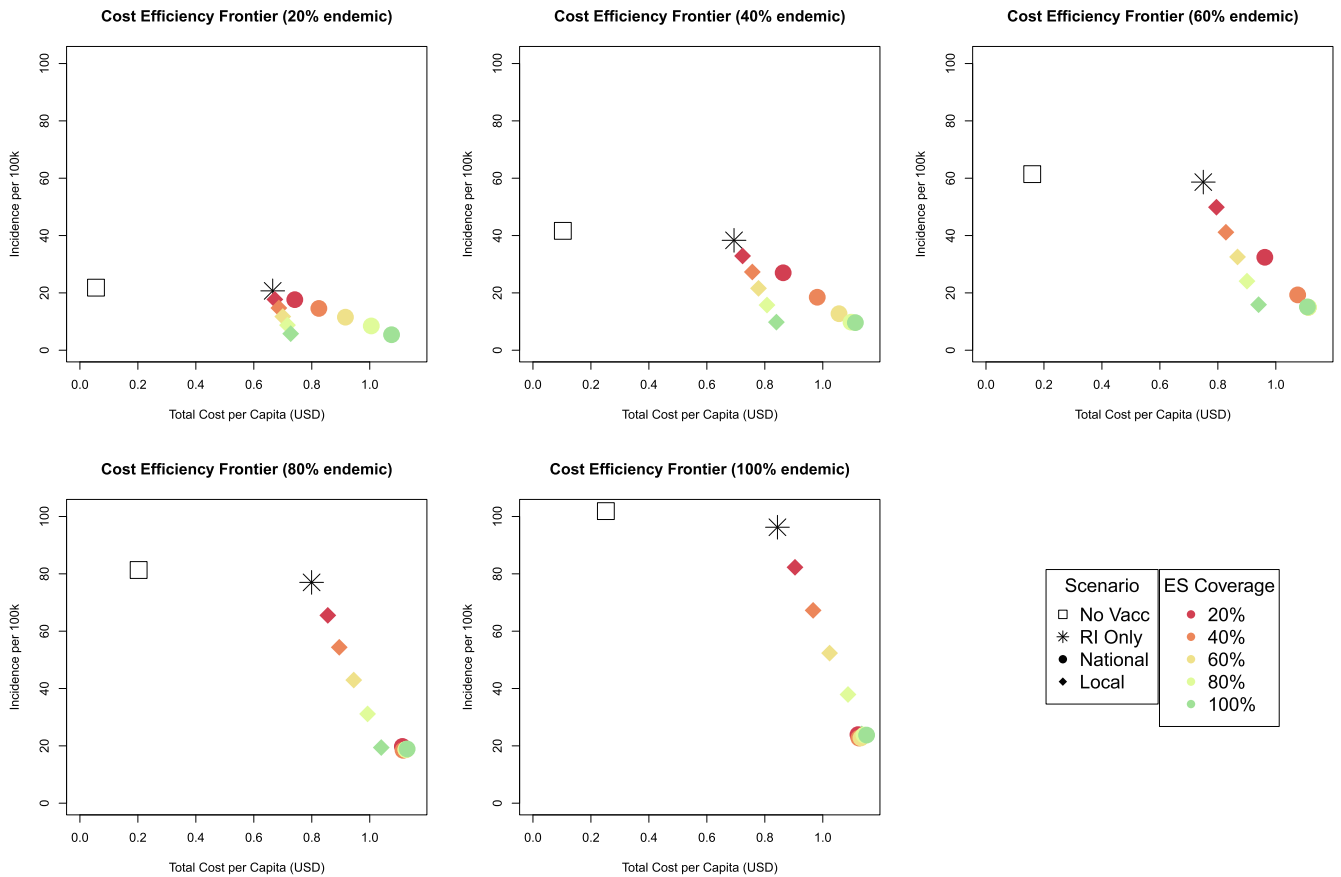 Cost Efficiency Frontier (20% endemic)
Incidence per 100k
100
80
60
40
20
0
0.0 0.2 0.4 0.6 0.8 1.0
Total Cost per Capita (USD)
Cost Efficiency Frontier (40% endemic)
Incidence per 100k
100
80
60
40
20
0
0.0 0.2 0.4 0.6 0.8 1.0
Total Cost per Capita (USD)
Cost Efficiency Frontier (60% endemic)
Incidence per 100k
100
80
60
40
20
0
0.0 0.2 0.4 0.6 0.8 1.0
Total Cost per Capita (USD)
Cost Efficiency Frontier (80% endemic)
Incidence per 100k
100
80
60
40
20
0
0.0 0.2 0.4 0.6 0.8 1.0
Total Cost per Capita (USD)
Cost Efficiency Frontier (100% endemic)
Incidence per 100k
100
80
60
40
20
0
0.0 0.2 0.4 0.6 0.8 1.0
Total Cost per Capita (USD)
Scenario
No Vacc
RI Only
National
Local
ES Coverage
20%
40%
60%
80%
100%